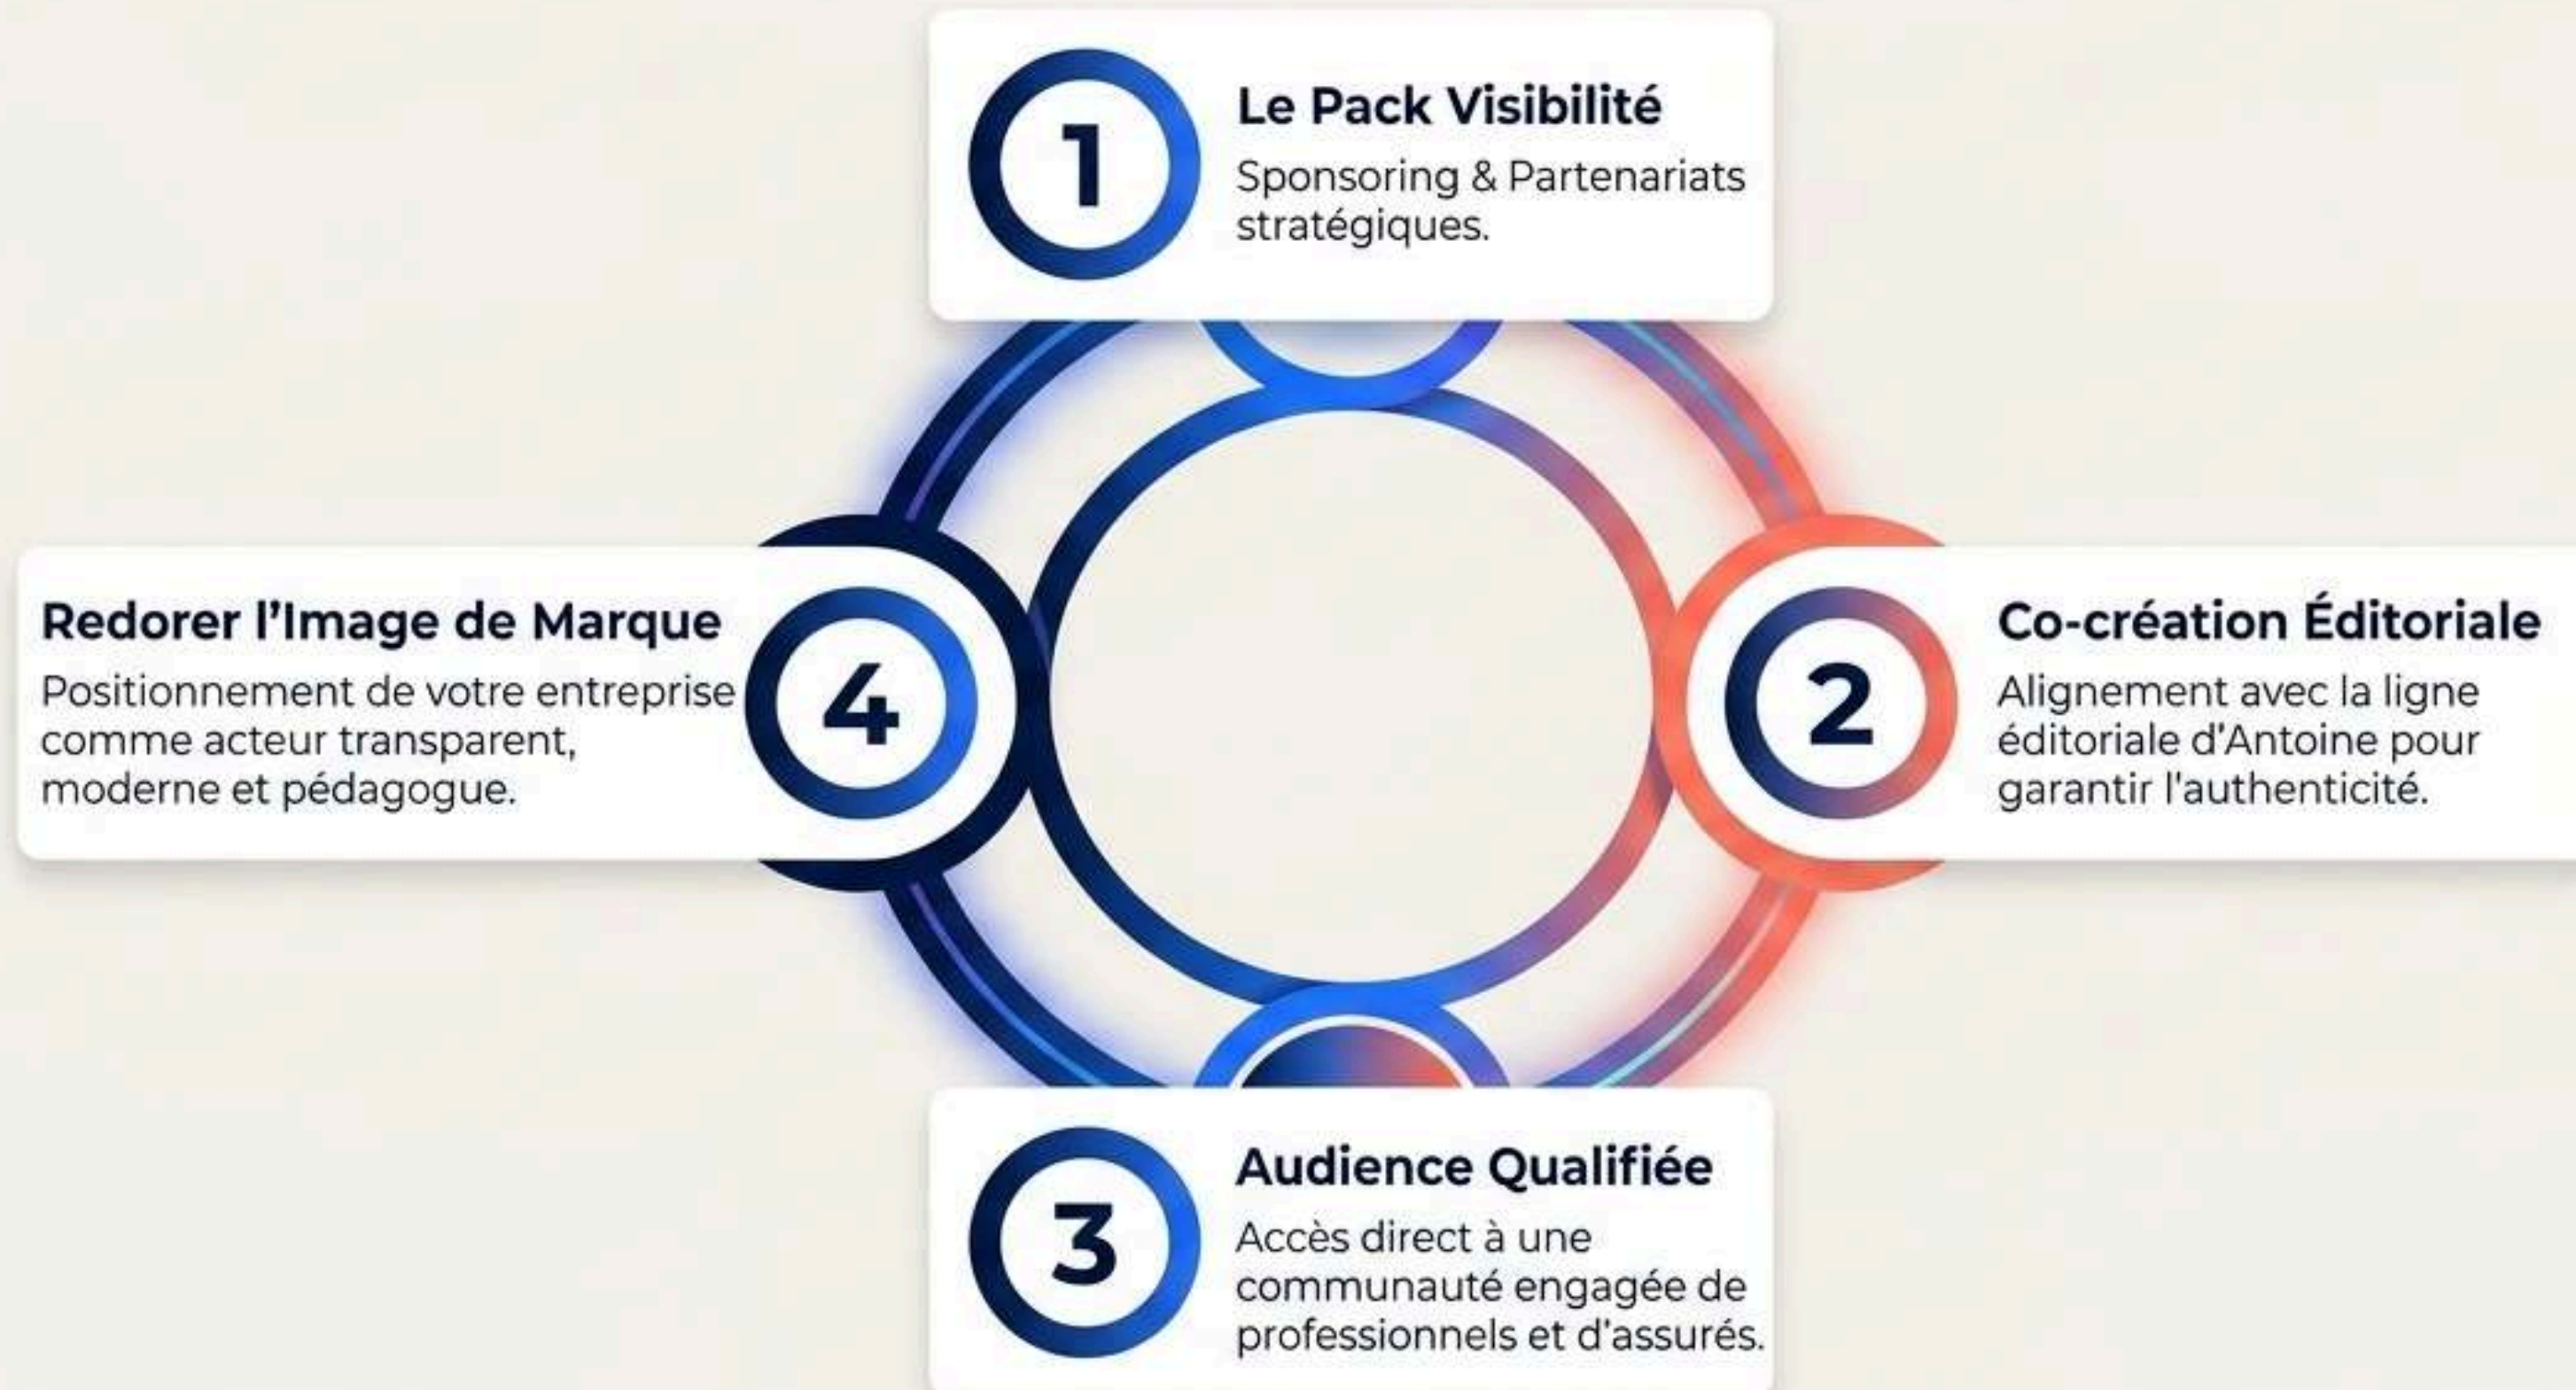 1
Le Pack Visibilité
Sponsoring & Partenariats
stratégiques.
2
Co-création Éditoriale
Alignement avec la ligne
éditoriale d'Antoine pour
garantir l'authenticité.
3
Audience Qualifiée
Accès direct à une
communauté engagée de
professionnels et d'assurés.
4
Redorer l’Image de Marque
Positionnement de votre entreprise
comme acteur transparent,
moderne et pédagogue.